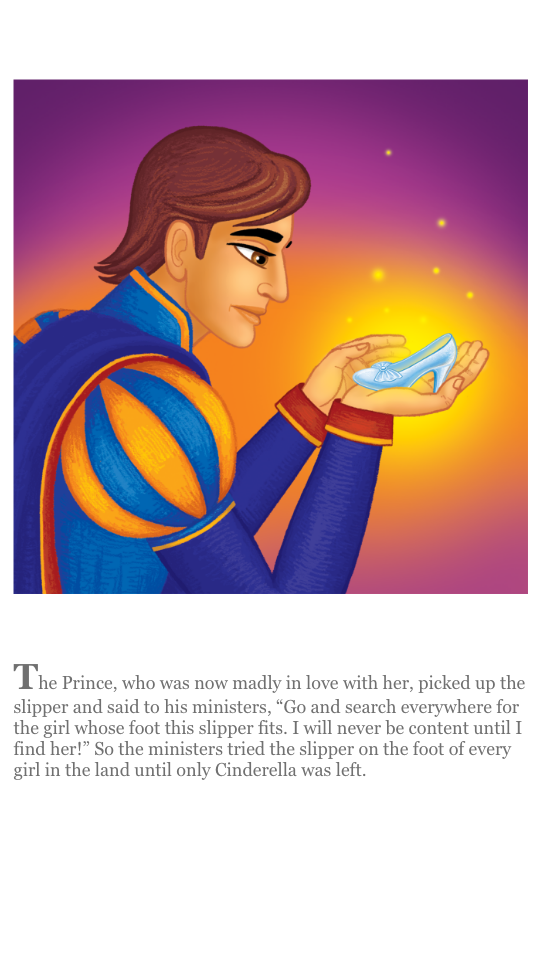 The Prince, who was now madly in love with her, picked up the
slipper and said to his ministers, “Go and search everywhere for
the girl whose foot this slipper fits. I will never be content until I
find her!” So the ministers tried the slipper on the foot of every
girl in the land until only Cinderella was left.